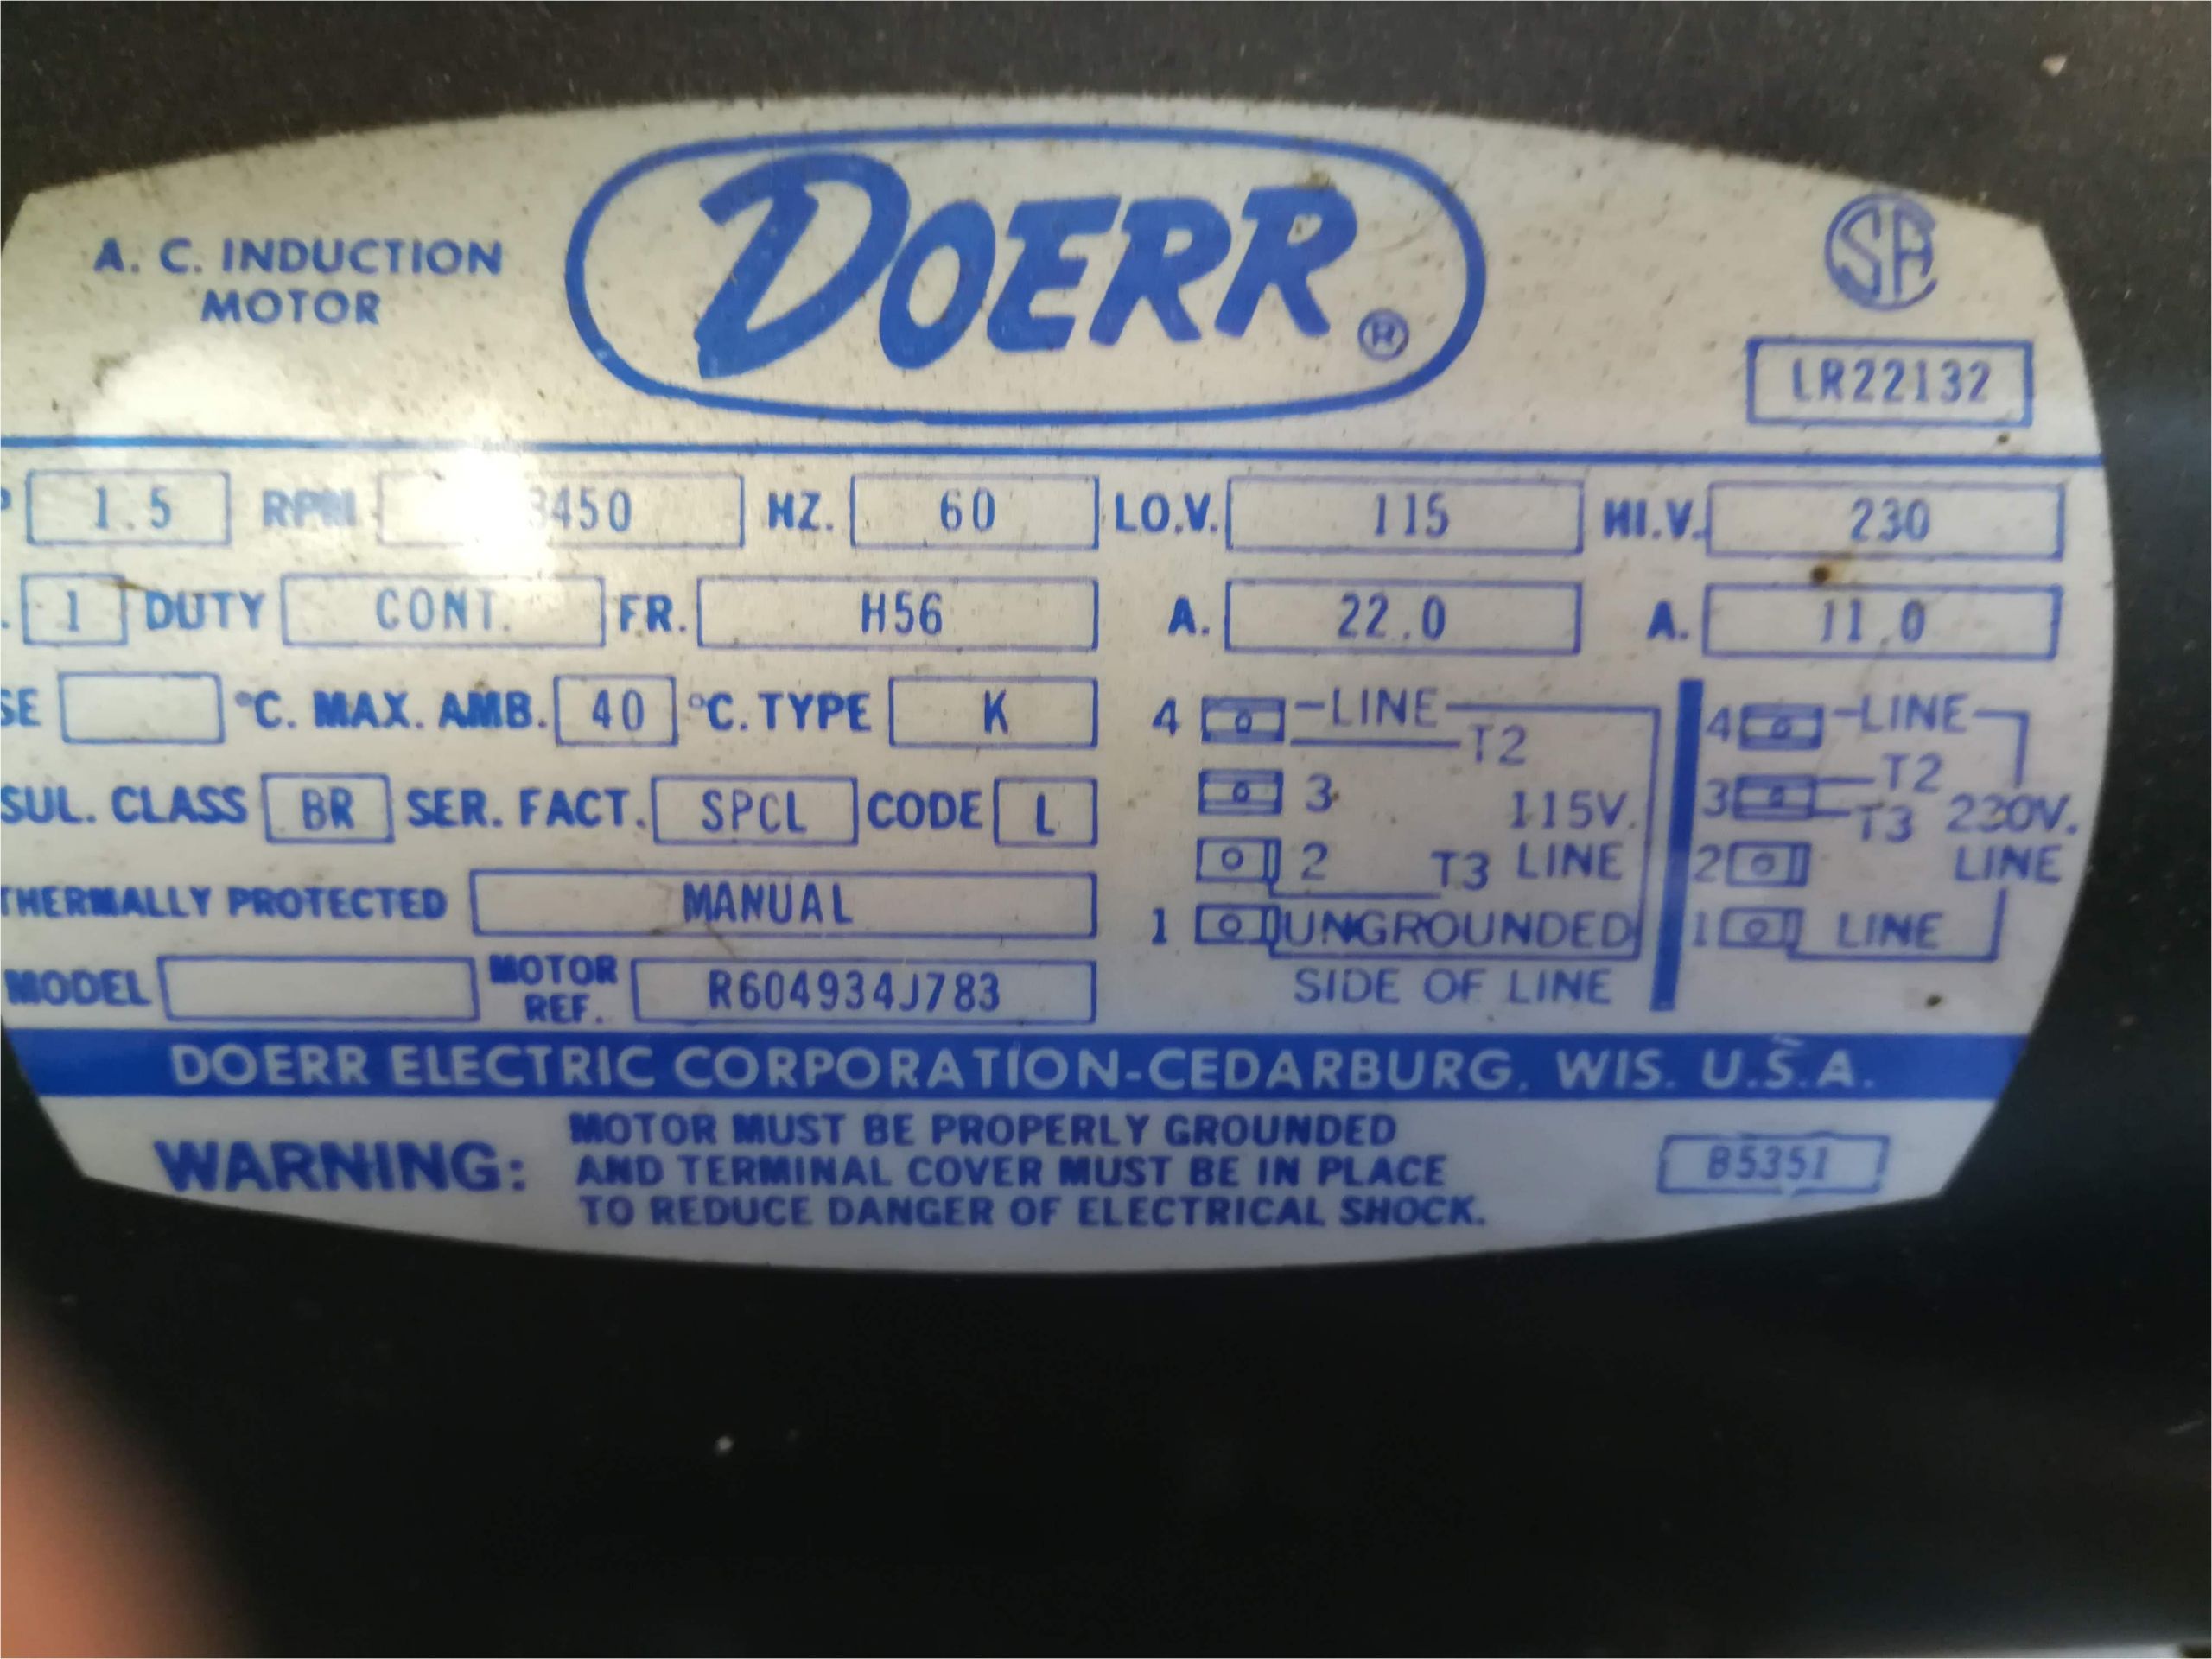 A. C. INDUCTION
MOTOR
DOERR ®
SA
LR22132
1.5 RPM 3450 HZ. 60 LO.V. 115 HI.V. 230
1 DUTY CONT. FR. H56 A. 22.0 A. 11.0
SE °C. MAX. AMB. 40 °C. TYPE K
SUL. CLASS BR SER. FACT. SPCL CODE L
THERMALLY PROTECTED MANUAL
MODEL MOTOR REF. R604934J783
4 LINE
T2
3
115V.
2 T3 LINE
1 UNGROUNDED
SIDE OF LINE
4 LINE
T2
3 T3 230V.
2 LINE
1 LINE
DOERR ELECTRIC CORPORATION-CEDARBURG, WIS. U.S.A.
WARNING: MOTOR MUST BE PROPERLY GROUNDED
AND TERMINAL COVER MUST BE IN PLACE
TO REDUCE DANGER OF ELECTRICAL SHOCK.
B5351